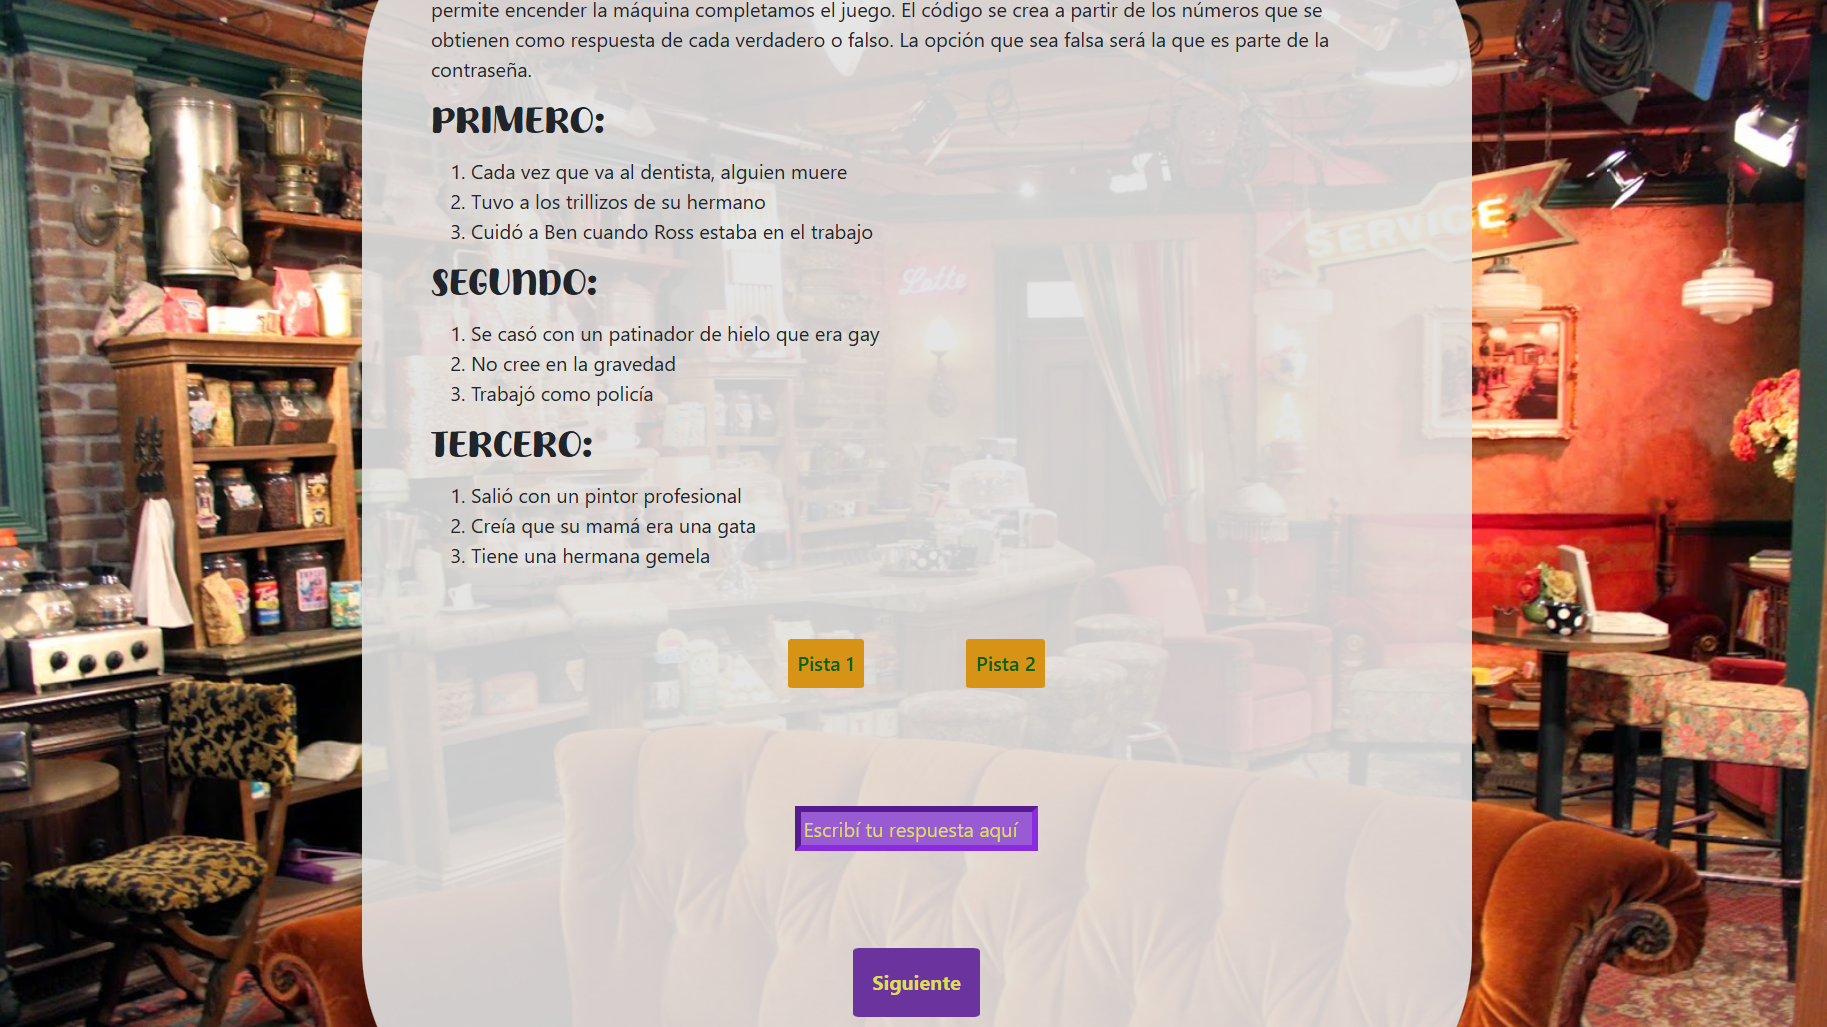 permite encender la máquina completamos el juego. El código se crea a partir de los números que se
obtienen como respuesta de cada verdadero o falso. La opción que sea falsa será la que es parte de la
contraseña.
PRIMERO:
1. Cada vez que va al dentista, alguien muere
2. Tuvo a los trillizos de su hermano
3. Cuidó a Ben cuando Ross estaba en el trabajo
SERVICE
Latte
SEGUNDO:
1. Se casó con un patinador de hielo que era gay
2. No cree en la gravedad
3. Trabajó como policía
TERCERO:
1. Salió con un pintor profesional
2. Creía que su mamá era una gata
3. Tiene una hermana gemela
Pista 1
Pista 2
Escribí tu respuesta aquí
Siguiente